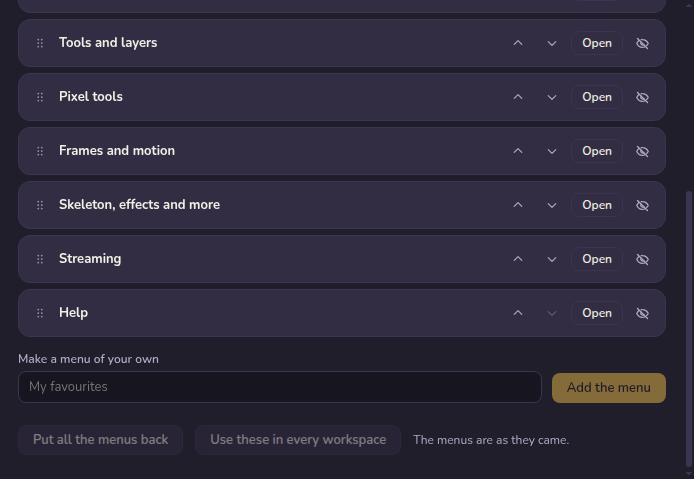 Tools and layers Open
Pixel tools Open
Frames and motion Open
Skeleton, effects and more Open
Streaming Open
Help Open
Make a menu of your own
My favourites Add the menu
Put all the menus back Use these in every workspace The menus are as they came.